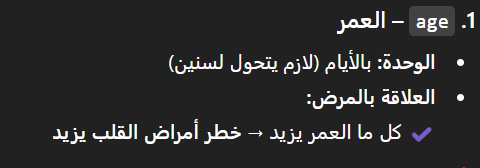 1. age – العمر
• الوحدة: بالأيام (لازم يتحول لسنين)
• العلاقة بالمرض:
✔ كل ما العمر يزيد → خطر أمراض القلب يزيد